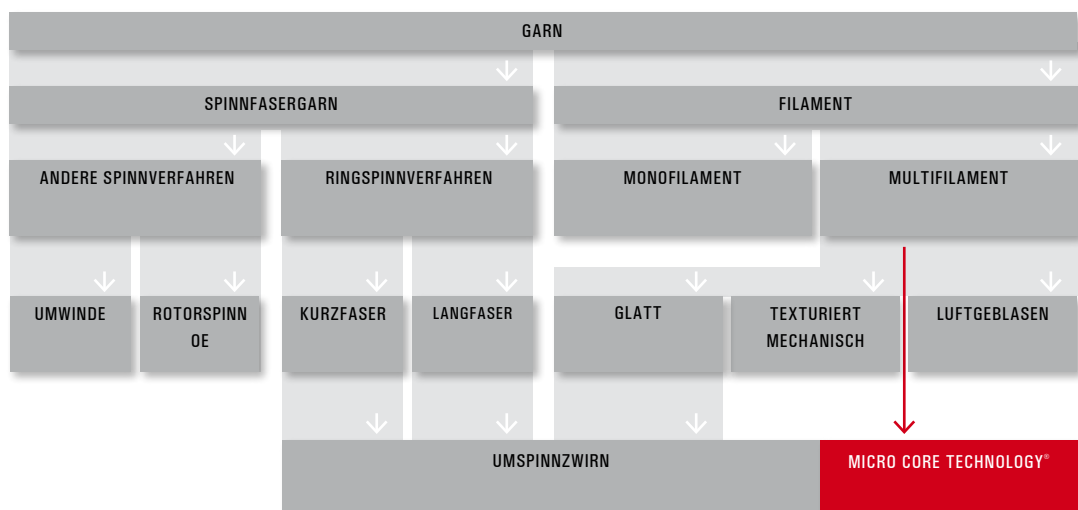 GARN
SPINNFASERGARN
FILAMENT
ANDERE SPINNVERFAHREN
RINGSPINNVERFAHREN
MONOFILAMENT
MULTIFILAMENT
UMWINDE
ROTORSPINN
OE
KURZFASER
LANGFASER
GLATT
TEXTURIERT
MECHANISCH
LUFTGEBLASEN
UMSPINNZWIRN
MICRO CORE TECHNOLOGY®